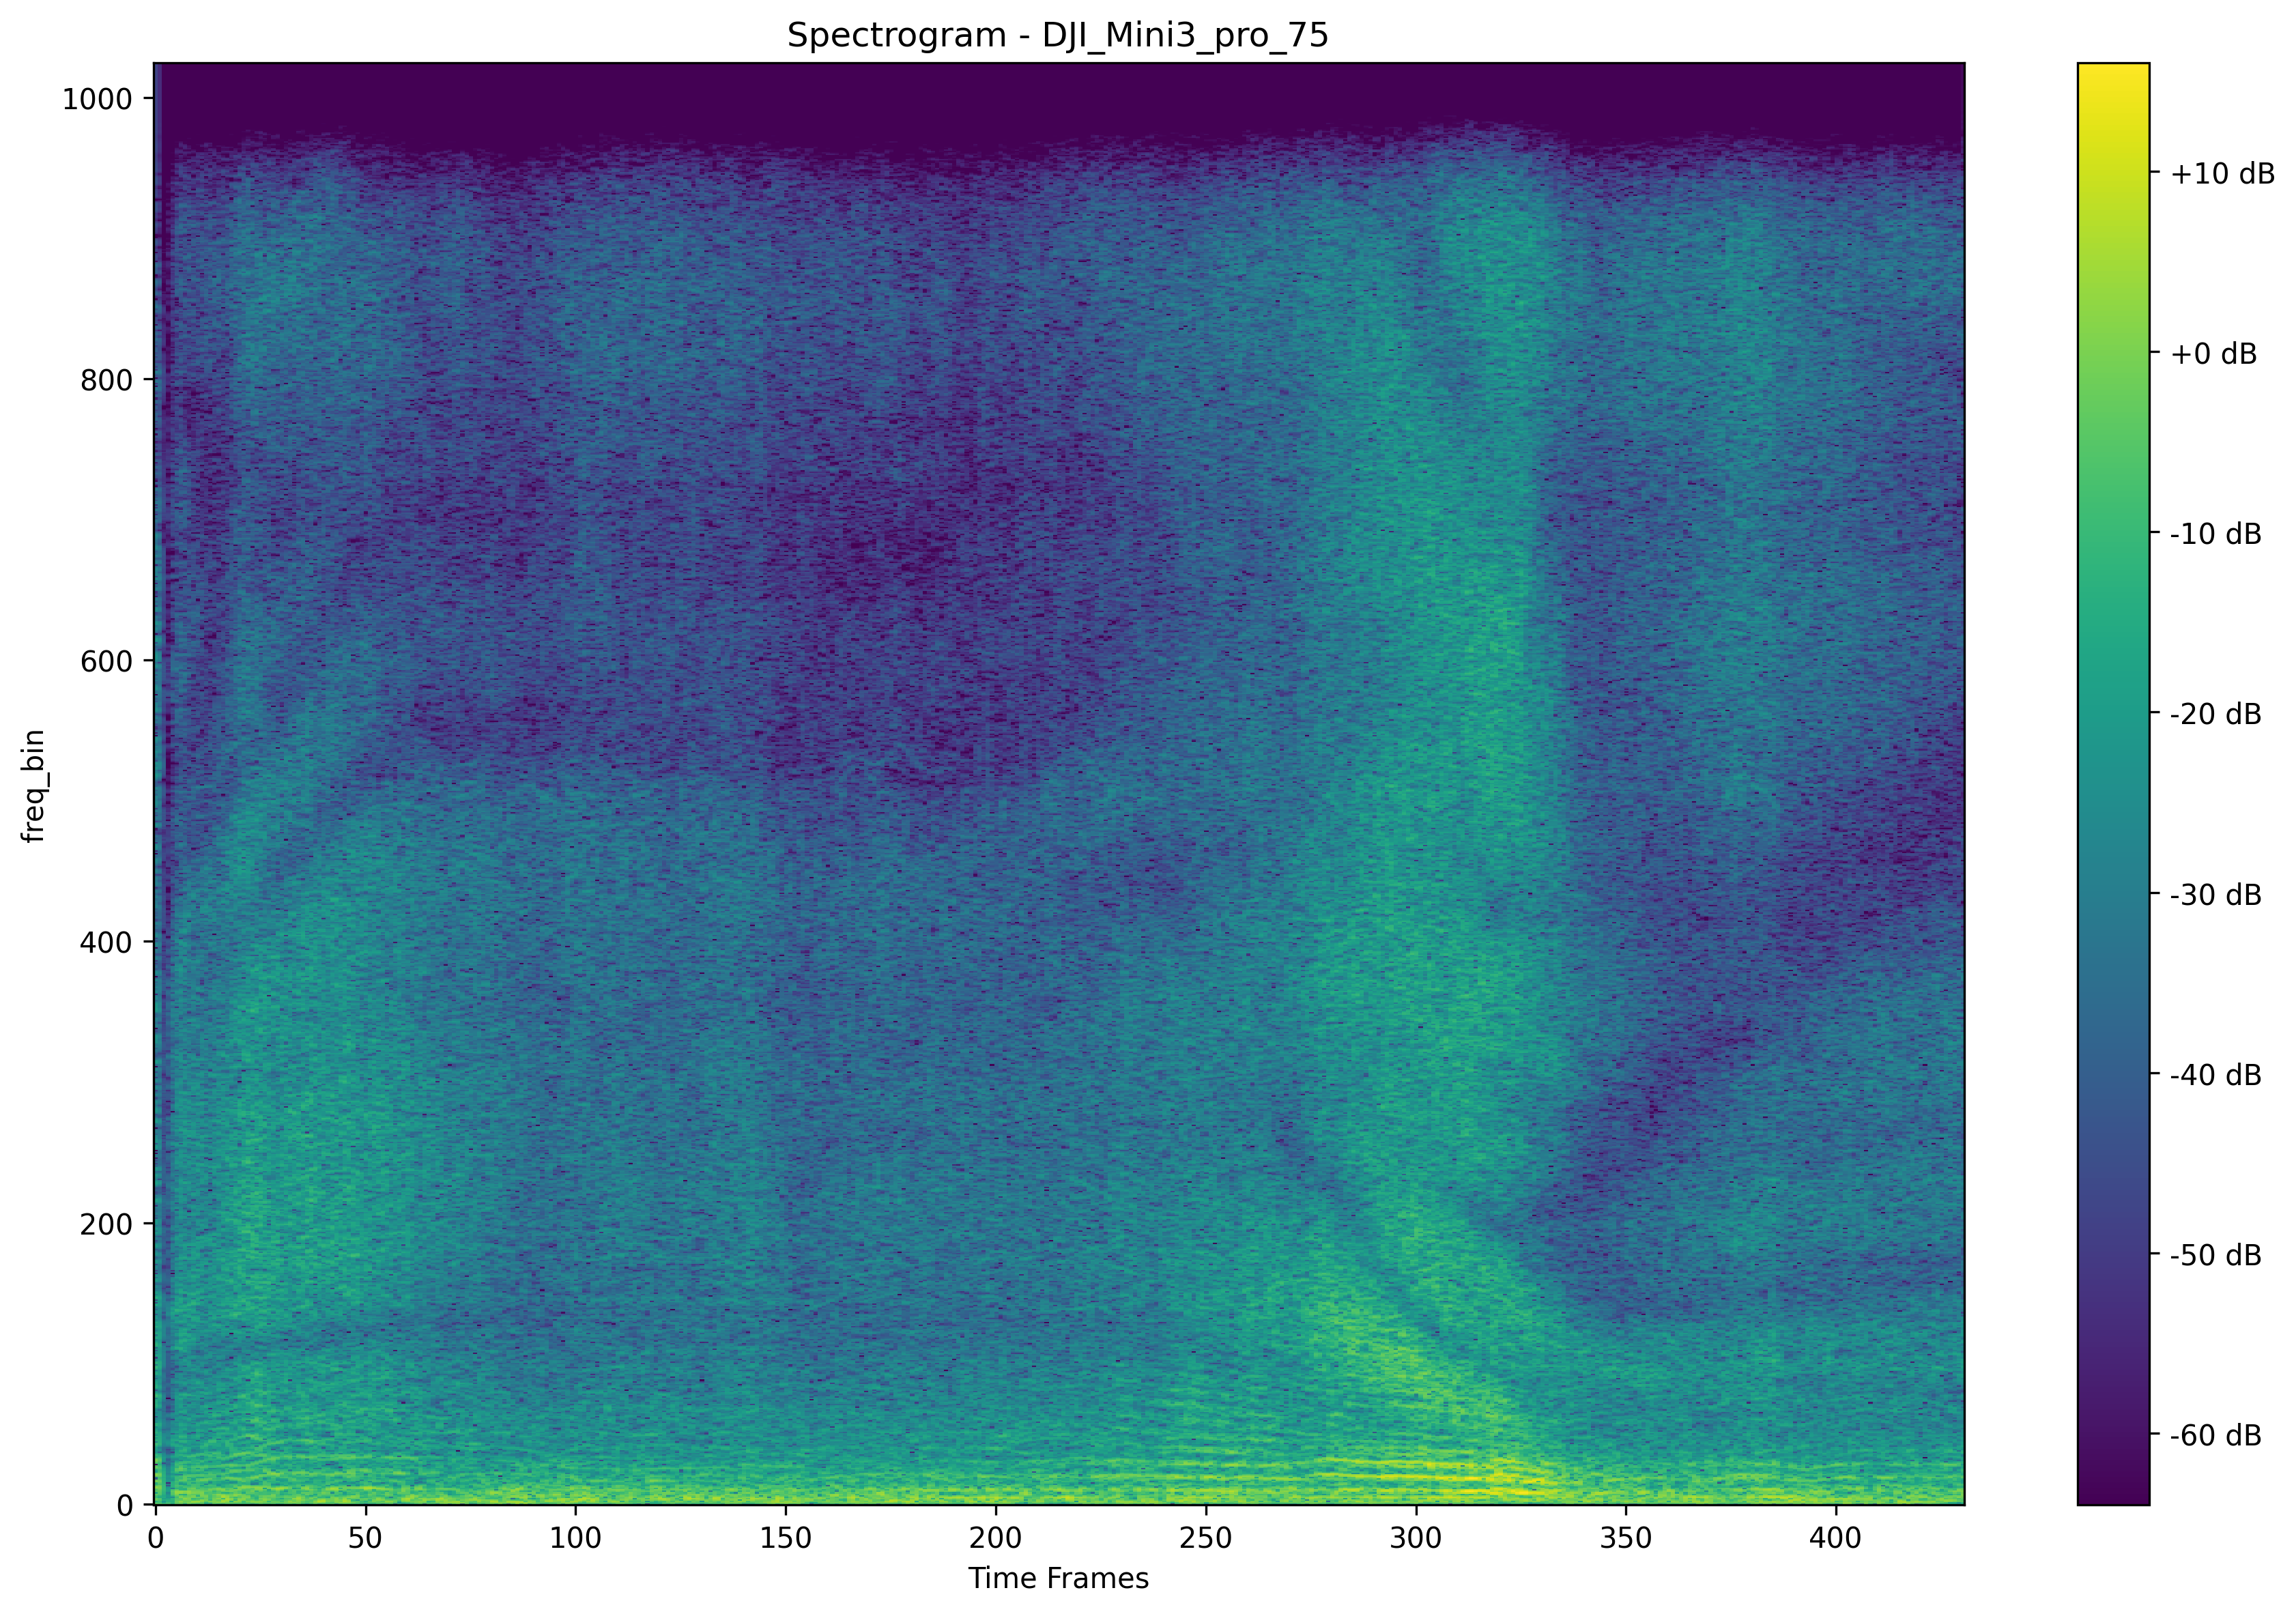 Spectrogram - DJI_Mini3_pro_75
1000
800
600
400
200
0
freq_bin
0 50 100 150 200 250 300 350 400
Time Frames
+10 dB
+0 dB
-10 dB
-20 dB
-30 dB
-40 dB
-50 dB
-60 dB